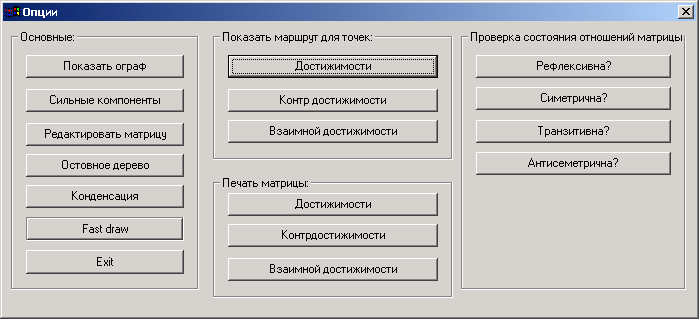 Опции
Основные:
Показать ограф
Сильные компоненты
Редактировать матрицу
Остовное дерево
Конденсация
Fast draw
Exit
Показать маршрут для точек:
Достижимости
Контр достижимости
Взаимной достижимости
Печать матрицы:
Достижимости
Контрдостижимости
Взаимной достижимости
Проверка состояния отношений матрицы
Рефлексивна?
Симетрична?
Транзитивна?
Антисеметрична?